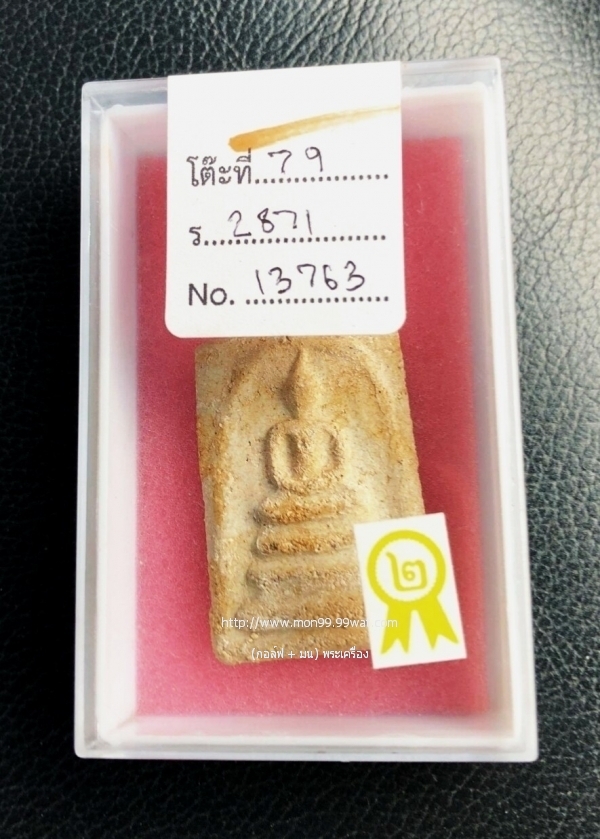 โต๊ะที่....79
ร....2871
No. ....13763
๒
http://www.mon99.99wat.com
(กอล์ฟ + มน) พระเครื่อง